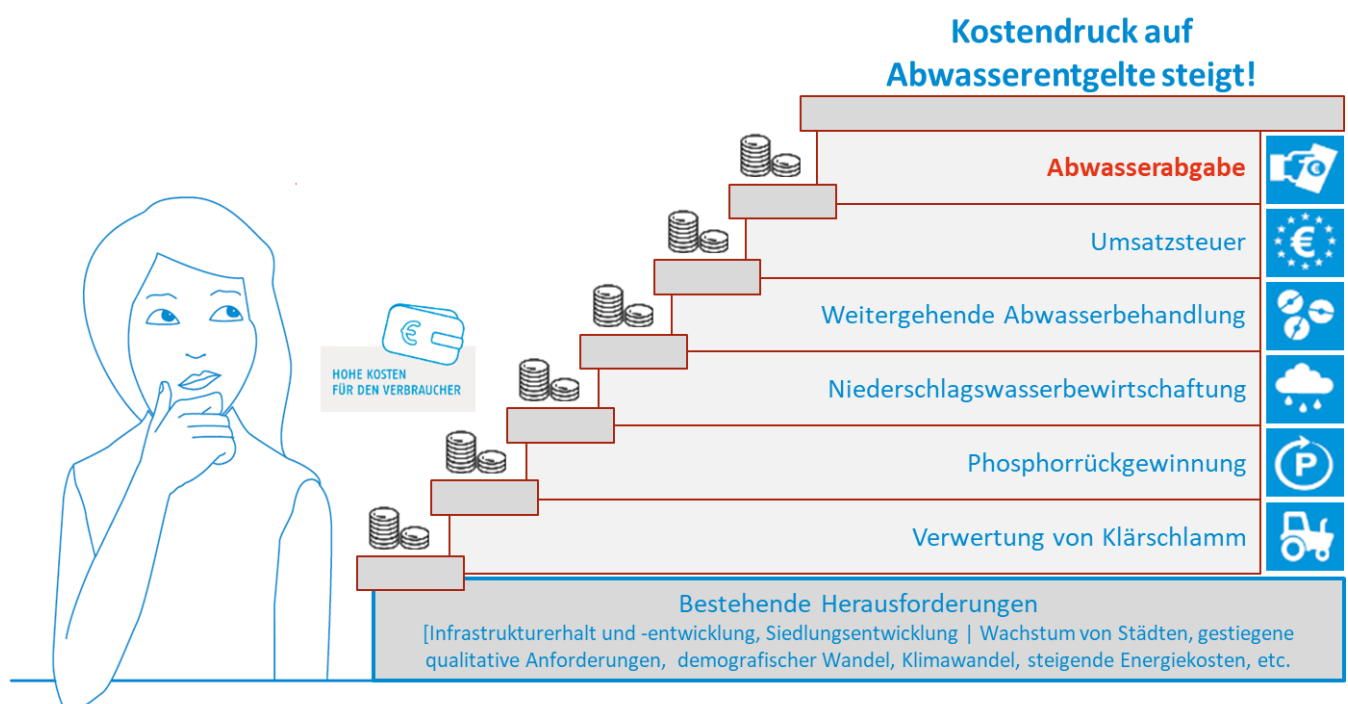 Kostendruck auf
Abwasserentgelte steigt!
Abwasserabgabe
Umsatzsteuer
Weitergehende Abwasserbehandlung
HOHE KOSTEN
FÜR DEN VERBRAUCHER
Niederschlagswasserbewirtschaftung
Phosphorrückgewinnung
P
Verwertung von Klärschlamm
Bestehende Herausforderungen
[Infrastrukturerhalt und -entwicklung, Siedlungsentwicklung | Wachstum von Städten, gestiegene
qualitative Anforderungen, demografischer Wandel, Klimawandel, steigende Energiekosten, etc.